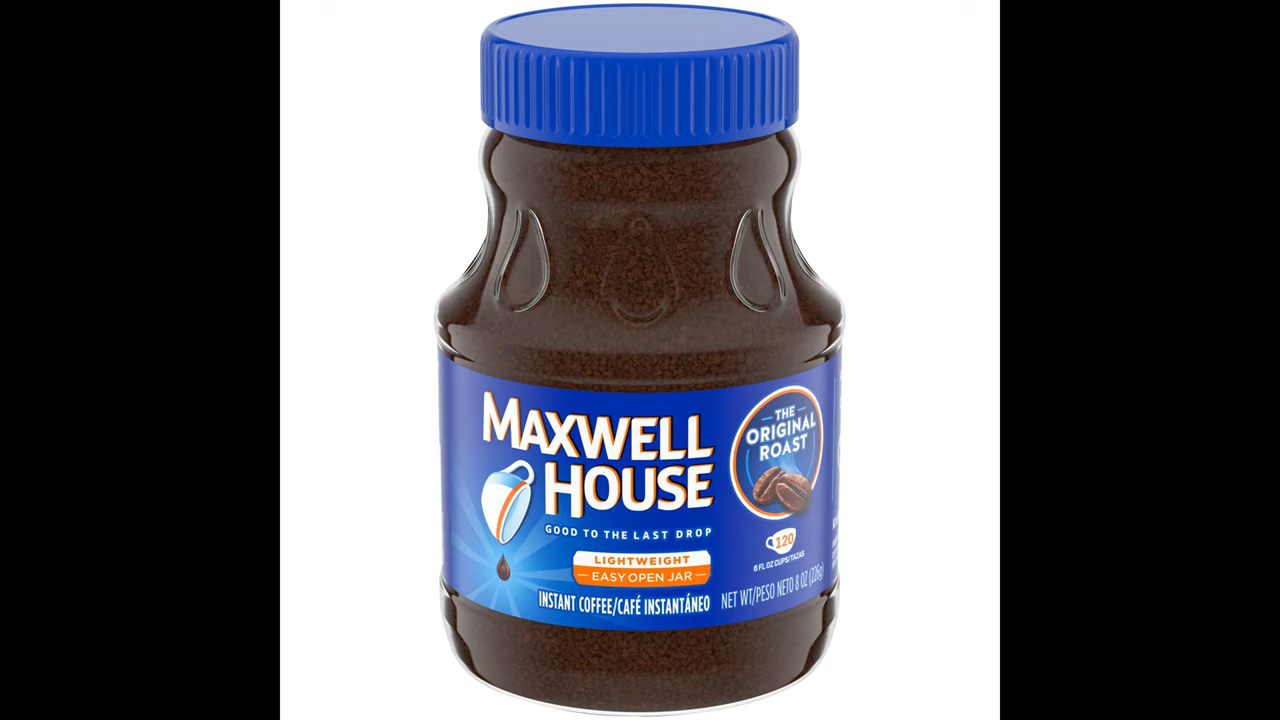 MAXWELL
HOUSE
GOOD TO THE LAST DROP
LIGHTWEIGHT
EASY OPEN JAR
INSTANT COFFEE/CAFÉ INSTANTÁNEO
THE
ORIGINAL
ROAST
120
6 FL OZ CUPS/TAZAS
NET WT/PESO NETO 8 OZ (226g)